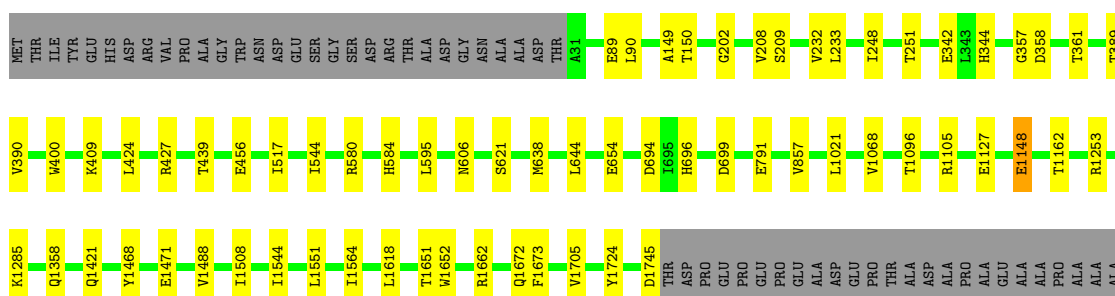 MET THR ILE TYR GLU HIS ASP ARG VAL PRO ALA GLY TRP ASN ASP GLU SER GLY SER ASP ARG THR ALA ASP GLY ASN ALA ALA ASP THR A31 E89 L90 A149 T150 G202 V208 S209 V232 L233 I248 T251 E342 L343 H344 G357 D358 T361 T389
V390 W400 K409 L424 R427 T439 E456 I517 I544 R580 H584 L595 N606 S621 M638 L644 E654 D694 I695 H696 D699 E791 V857 L1021 V1068 T1096 R1105 E1127 E1148 T1162 R1253
K1285 Q1358 Q1421 Y1468 E1471 V1488 I1508 I1544 L1551 I1564 L1618 T1651 W1652 R1662 Q1672 F1673 V1705 Y1724 D1745 THR ASP PRO GLU PRO GLU PRO GLU ALA ASP GLU PRO THR ALA ASP ALA PRO ALA GLU ALA ALA PRO ALA ALA ALA